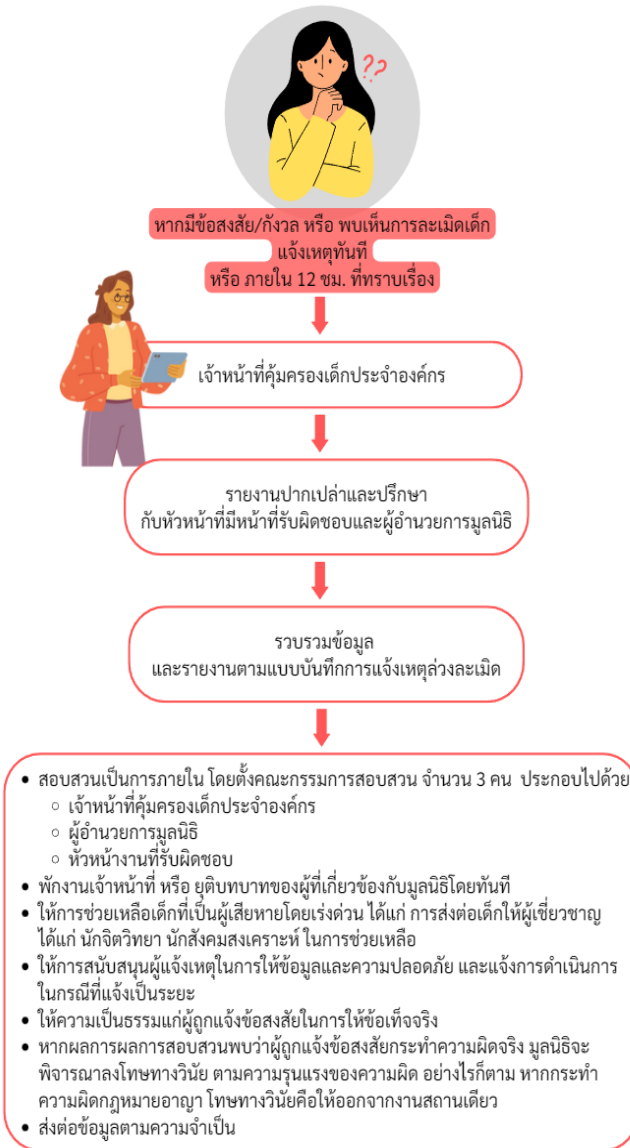 ??
หากมีข้อสงสัย/กังวล หรือ พบเห็นการละเมิดเด็ก
แจ้งเหตุทันที
หรือ ภายใน 12 ชม. ที่ทราบเรื่อง
เจ้าหน้าที่คุ้มครองเด็กประจำองค์กร
รายงานปากเปล่าและปรึกษา
กับหัวหน้าที่มีหน้าที่รับผิดชอบและผู้อำนวยการมูลนิธิ
รวบรวมข้อมูล
และรายงานตามแบบบันทึกการแจ้งเหตุล่วงละเมิด
• สอบสวนเป็นการภายใน โดยตั้งคณะกรรมการสอบสวน จำนวน 3 คน ประกอบไปด้วย
○ เจ้าหน้าที่คุ้มครองเด็กประจำองค์กร
○ ผู้อำนวยการมูลนิธิ
○ หัวหน้างานที่รับผิดชอบ
• พักงานเจ้าหน้าที่ หรือ ยุติบทบาทของผู้ที่เกี่ยวข้องกับมูลนิธิโดยทันที
• ให้การช่วยเหลือเด็กที่เป็นผู้เสียหายโดยเร่งด่วน ได้แก่ การส่งต่อเด็กให้ผู้เชี่ยวชาญ
ได้แก่ นักจิตวิทยา นักสังคมสงเคราะห์ ในการช่วยเหลือ
• ให้การสนับสนุนผู้แจ้งเหตุในการให้ข้อมูลและความปลอดภัย และแจ้งการดำเนินการ
ในกรณีที่แจ้งเป็นระยะ
• ให้ความเป็นธรรมแก่ผู้ถูกแจ้งข้อสงสัยในการให้ข้อเท็จจริง
• หากผลการผลการสอบสวนพบว่าผู้ถูกแจ้งข้อสงสัยกระทำความผิดจริง มูลนิธิจะ
พิจารณาลงโทษทางวินัย ตามความรุนแรงของความผิด อย่างไรก็ตาม หากกระทำ
ความผิดกฎหมายอาญา โทษทางวินัยคือให้ออกจากงานสถานเดียว
• ส่งต่อข้อมูลตามความจำเป็น